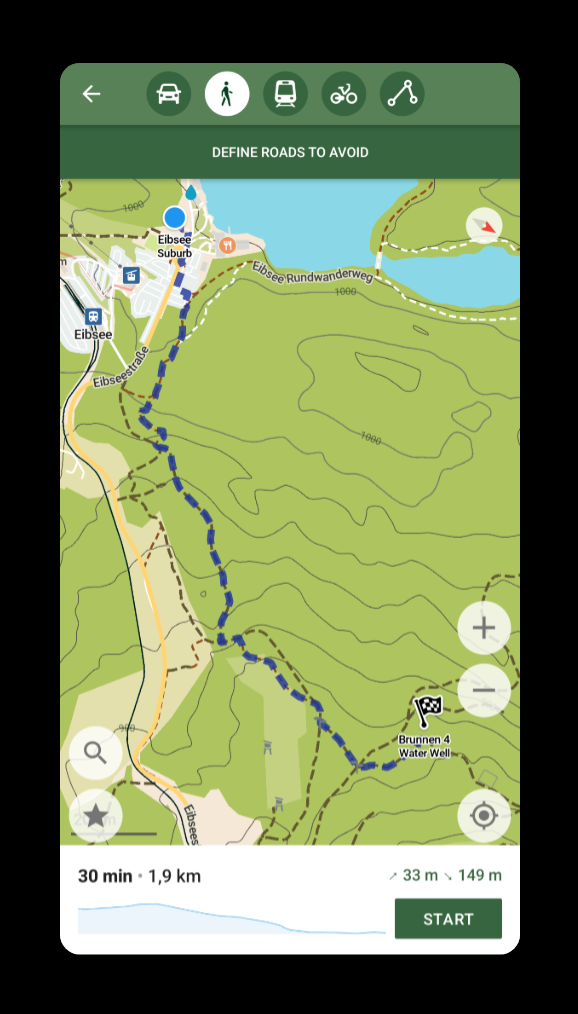 DEFINE ROADS TO AVOID
1000
Eibsee
Suburb
Eibsee Rundwanderweg
1000
m
Eibsee
Eibseestraße
1000
Brunnen 4
Water Well
900
Eibsees
30 min • 1,9 km
↗ 33 m ↘ 149 m
START